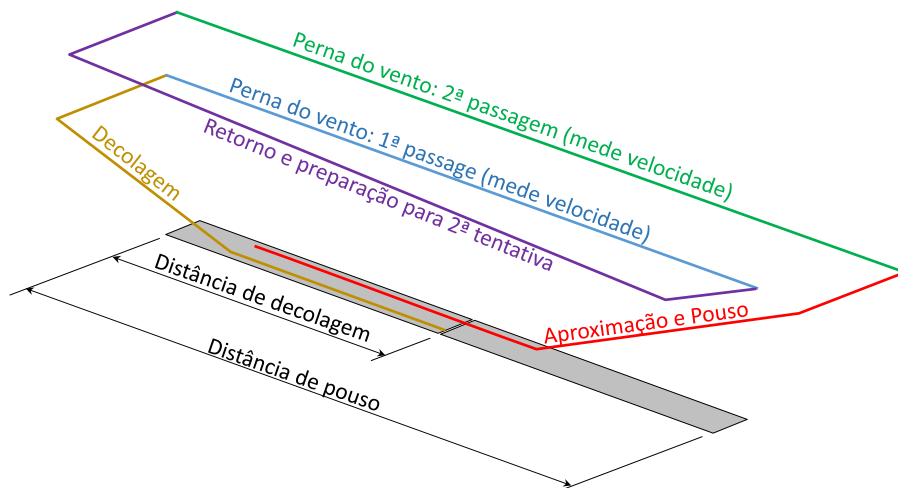 Perna do vento: 2ª passagem (mede velocidade)
Perna do vento: 1ª passage (mede velocidade)
Retorno e preparação para 2ª tentativa
Decolagem
Aproximação e Pouso
Distância de decolagem
Distância de pouso